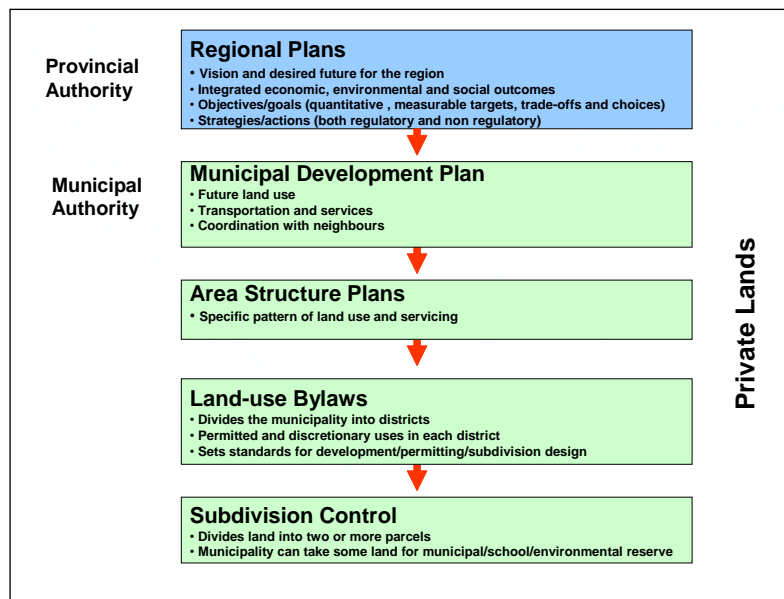 Provincial
Authority
Regional Plans
• Vision and desired future for the region
• Integrated economic, environmental and social outcomes
• Objectives/goals (quantitative , measurable targets, trade-offs and choices)
• Strategies/actions (both regulatory and non regulatory)
Municipal
Authority
Municipal Development Plan
• Future land use
• Transportation and services
• Coordination with neighbours
Area Structure Plans
• Specific pattern of land use and servicing
Land-use Bylaws
• Divides the municipality into districts
• Permitted and discretionary uses in each district
• Sets standards for development/permitting/subdivision design
Subdivision Control
• Divides land into two or more parcels
• Municipality can take some land for municipal/school/environmental reserve
Private Lands